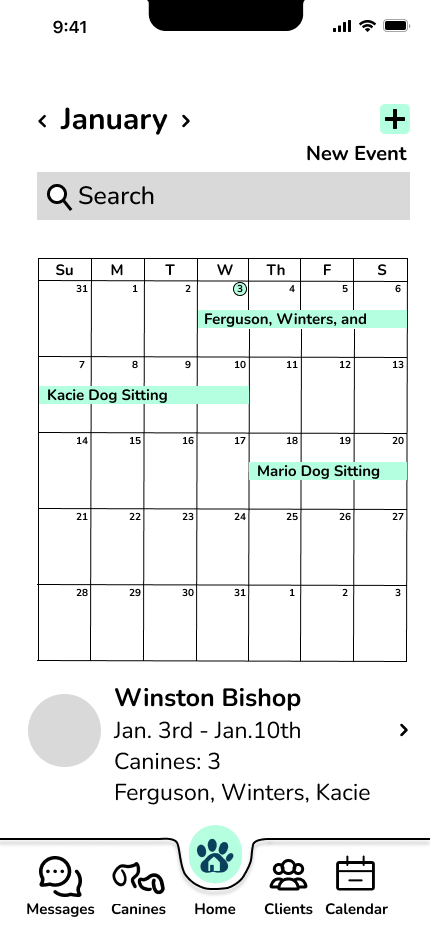 9:41
‹ January ›
New Event
Search
Su M T W Th F S
31 1 2 3 4 5 6
Ferguson, Winters, and
7 8 9 10 11 12 13
Kacie Dog Sitting
14 15 16 17 18 19 20
Mario Dog Sitting
21 22 23 24 25 26 27
28 29 30 31 1 2 3
Winston Bishop
Jan. 3rd - Jan.10th
Canines: 3
Ferguson, Winters, Kacie
Messages Canines Home Clients Calendar